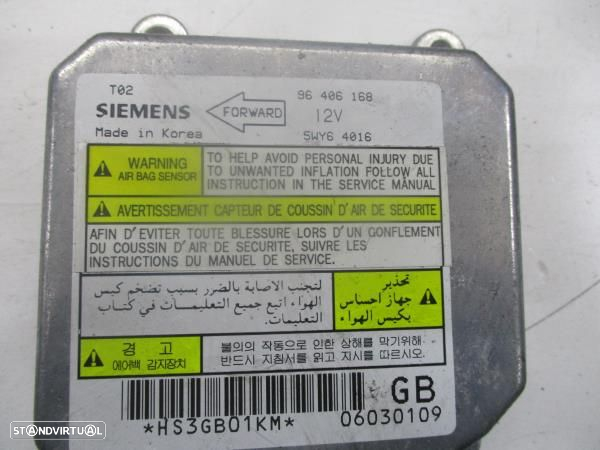 T02
96 406 168
SIEMENS
FORWARD
12V
Made in Korea
5WY6 4016
WARNING
AIR BAG SENSOR
TO HELP AVOID PERSONAL INJURY DUE
TO UNWANTED INFLATION FOLLOW ALL
INSTRUCTION IN THE SERVICE MANUAL
AVERTISSEMENT CAPTEUR DE COUSSIN D'AIR DE SECURITE
AFIN D'EVITER TOUTE BLESSURE LORS D'UN GONFLEMENT
DU COUSSIN D'AIR DE SECURITE, SUIVRE LES
INSTRUCTIONS DU MANUEL DE SERVICE.
لتجنب الاصابة بالضرر بسبب تضخم كيس
الهواء اتبع جميع التعليمات في كتاب
التعليمات.
تحذير
جهاز احساس
بكيس الهواء
경 고
에어백 감지장치
불의의 작동으로 인한 상해를 막기위해
반드시 지침서를 읽고 지시를 따르시오.
GB
*HS3GB01KM*
06030109
STANDVIRTUAL